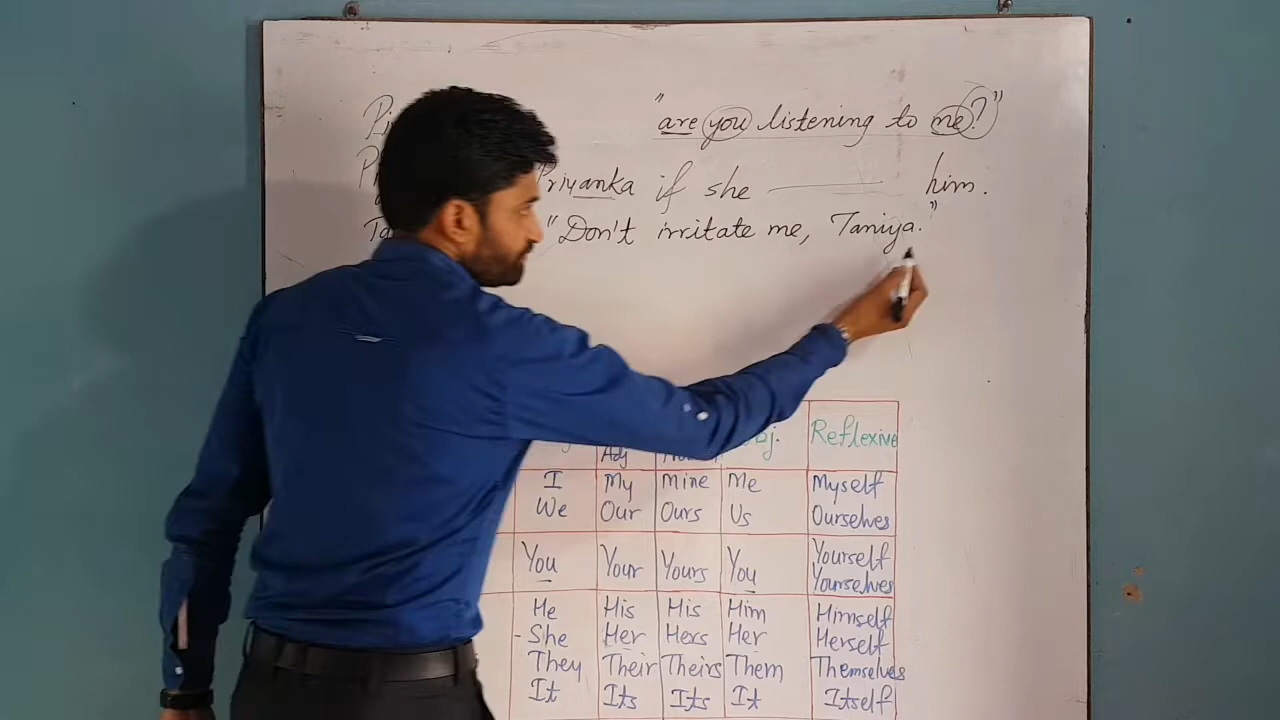 "are you listening to me?"
Priyanka if she him.
"Don't irritate me, Taniya."
Reflexive
Adj
I My mine Me Myself
We Our Ours Us Ourselves
You Your Yours You Yourself
Yourselves
He His His Him Himself
She Her Hers Her Herself
They Their Theirs Them Themselves
It Its Its It Itself